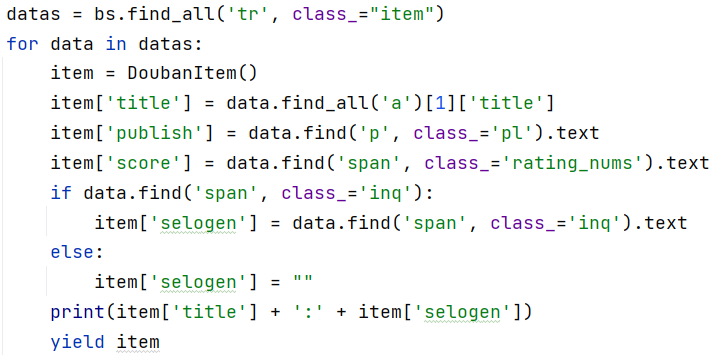 datas = bs.find_all('tr', class_="item")
for data in datas:
    item = DoubanItem()
    item['title'] = data.find_all('a')[1]['title']
    item['publish'] = data.find('p', class_='pl').text
    item['score'] = data.find('span', class_='rating_nums').text
    if data.find('span', class_='inq'):
        item['selogen'] = data.find('span', class_='inq').text
    else:
        item['selogen'] = ""
    print(item['title'] + ':' + item['selogen'])
    yield item